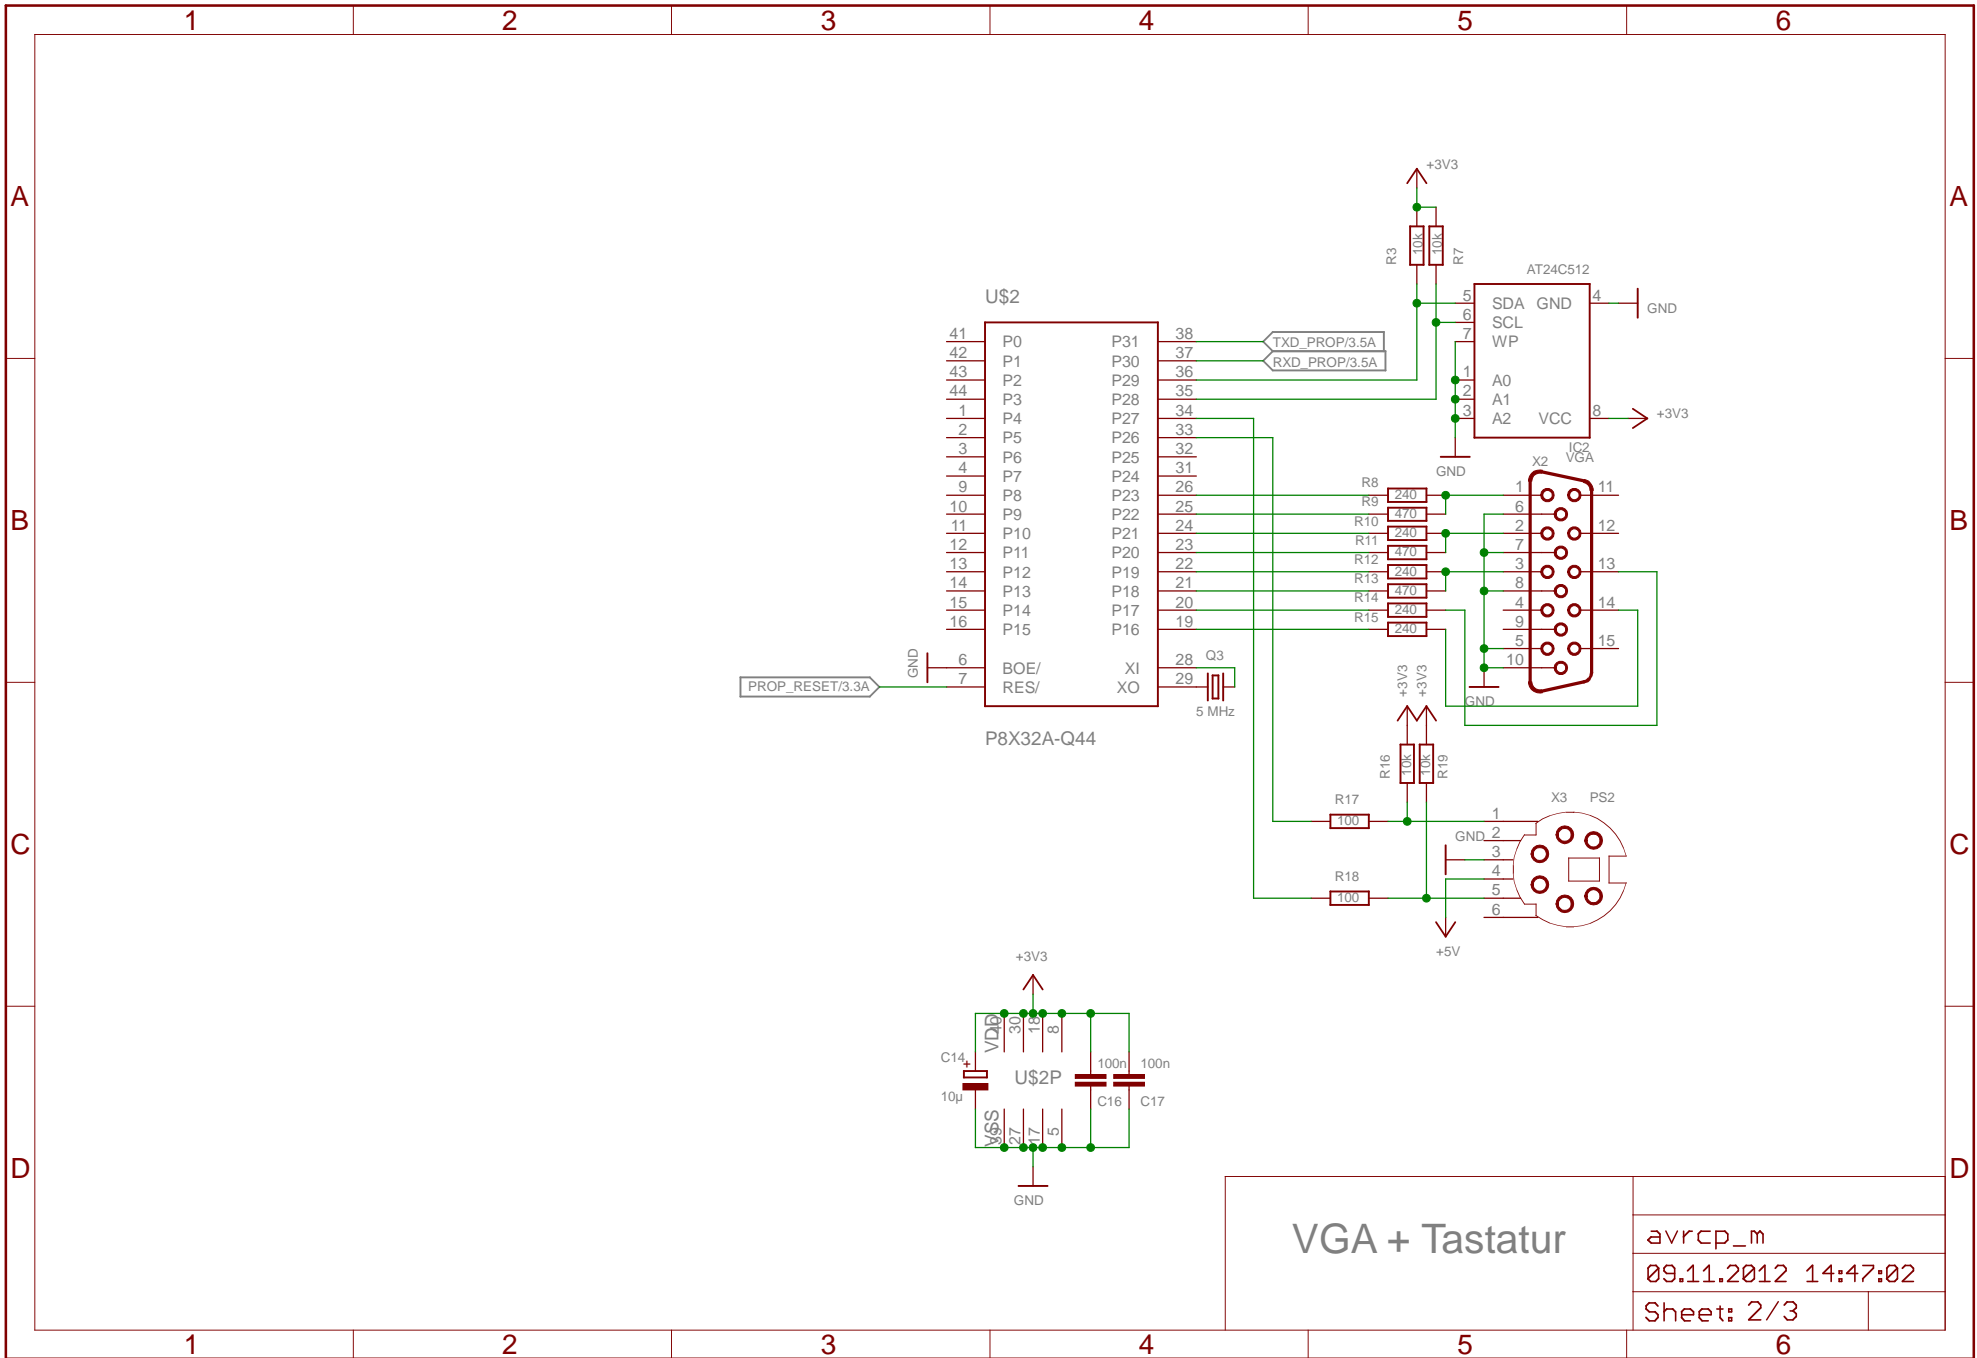 1 2 3 4 5 6
A A
B B
C C
D D
1 2 3 4 5 6
U$2
41 P0 P31 38
42 P1 P30 37
43 P2 P29 36
44 P3 P28 35
1 P4 P27 34
2 P5 P26 33
3 P6 P25 32
4 P7 P24 31
9 P8 P23 26
10 P9 P22 25
11 P10 P21 24
12 P11 P20 23
13 P12 P19 22
14 P13 P18 21
15 P14 P17 20
16 P15 P16 19
GND 6 BOE/ XI 28
PROP_RESET/3.3A 7 RES/ XO 29
P8X32A-Q44
Q3
5 MHz
TXD_PROP/3.5A
RXD_PROP/3.5A
+3V3
R3 10k 10k R7
AT24C512
5 SDA GND 4 GND
6 SCL
7 WP
1 A0
2 A1
3 A2 VCC 8 +3V3
IC2
GND
X2 VGA
R8 240
R9 470
R10 240
R11 470
R12 240
R13 470
R14 240
R15 240
1 11
6
2 12
7
3 13
8
4 14
9
5 15
10
GND
+3V3 +3V3
R16 10k 10k R19
R17
100
R18
100
X3 PS2
1
GND 2
3
4
5
6
+5V
+3V3
VDD 40 30 18 8
C14 +
10µ
U$2P
100n 100n
C16 C17
VSS 39 27 17 5
GND
VGA + Tastatur
avrcp_m
09.11.2012 14:47:02
Sheet: 2/3